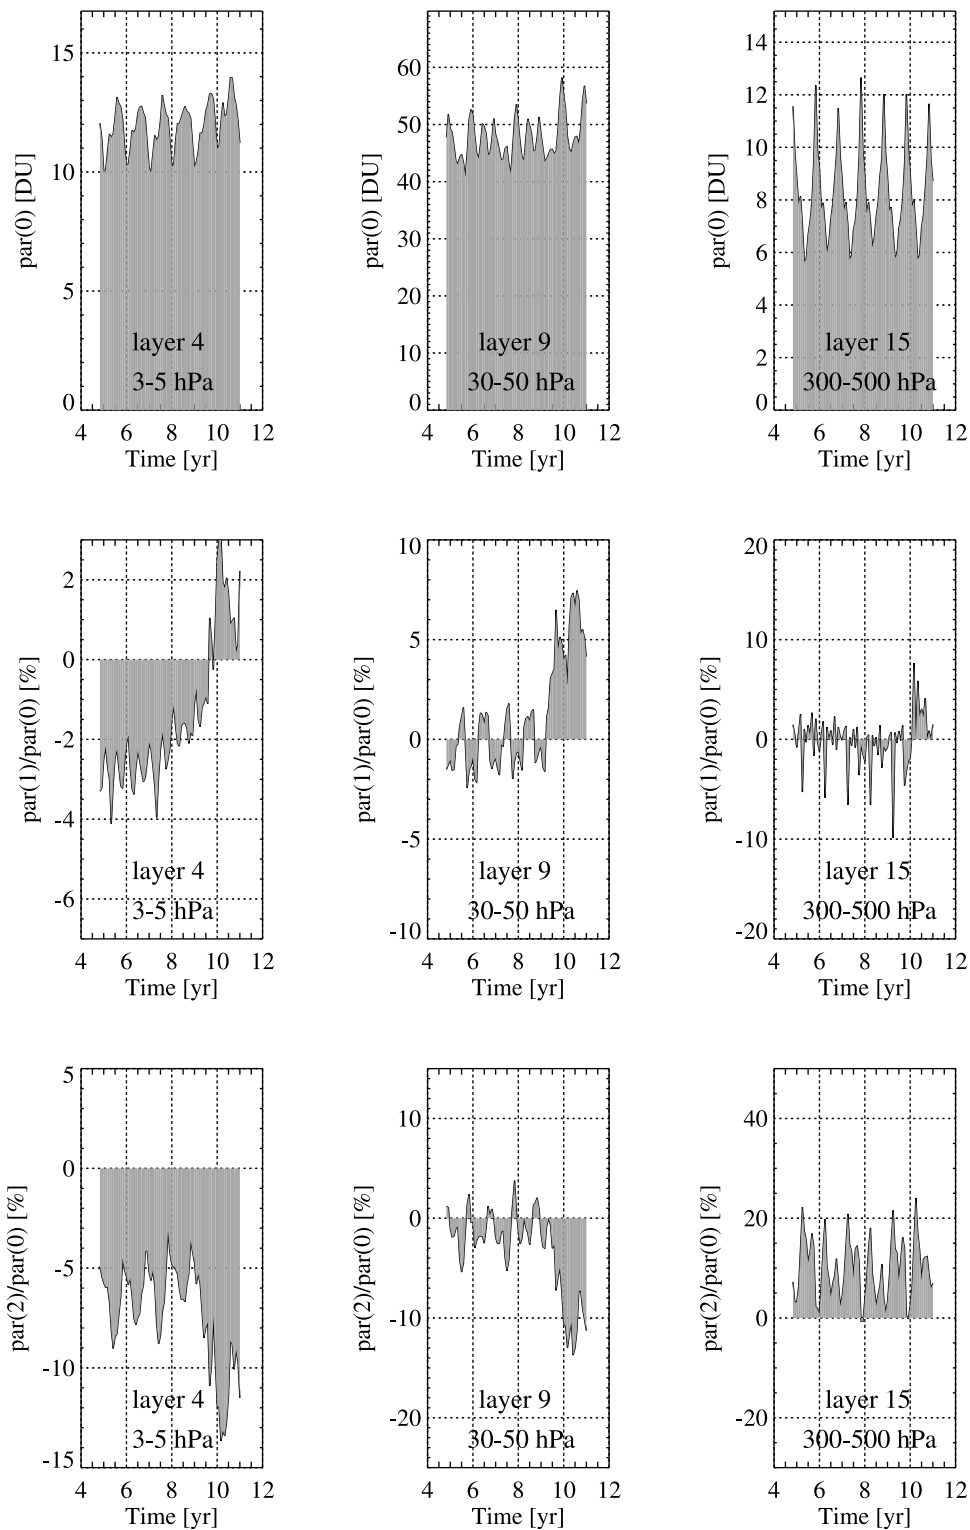 par(0) [DU]
15
10
5
0
layer 4
3-5 hPa
4 6 8 10 12
Time [yr]
par(0) [DU]
60
50
40
30
20
10
0
layer 9
30-50 hPa
4 6 8 10 12
Time [yr]
par(0) [DU]
14
12
10
8
6
4
2
0
layer 15
300-500 hPa
4 6 8 10 12
Time [yr]
par(1)/par(0) [%]
2
0
-2
-4
-6
layer 4
3-5 hPa
4 6 8 10 12
Time [yr]
par(1)/par(0) [%]
10
5
0
-5
-10
layer 9
30-50 hPa
4 6 8 10 12
Time [yr]
par(1)/par(0) [%]
20
10
0
-10
-20
layer 15
300-500 hPa
4 6 8 10 12
Time [yr]
par(2)/par(0) [%]
5
0
-5
-10
-15
layer 4
3-5 hPa
4 6 8 10 12
Time [yr]
par(2)/par(0) [%]
10
0
-10
-20
layer 9
30-50 hPa
4 6 8 10 12
Time [yr]
par(2)/par(0) [%]
40
20
0
-20
layer 15
300-500 hPa
4 6 8 10 12
Time [yr]